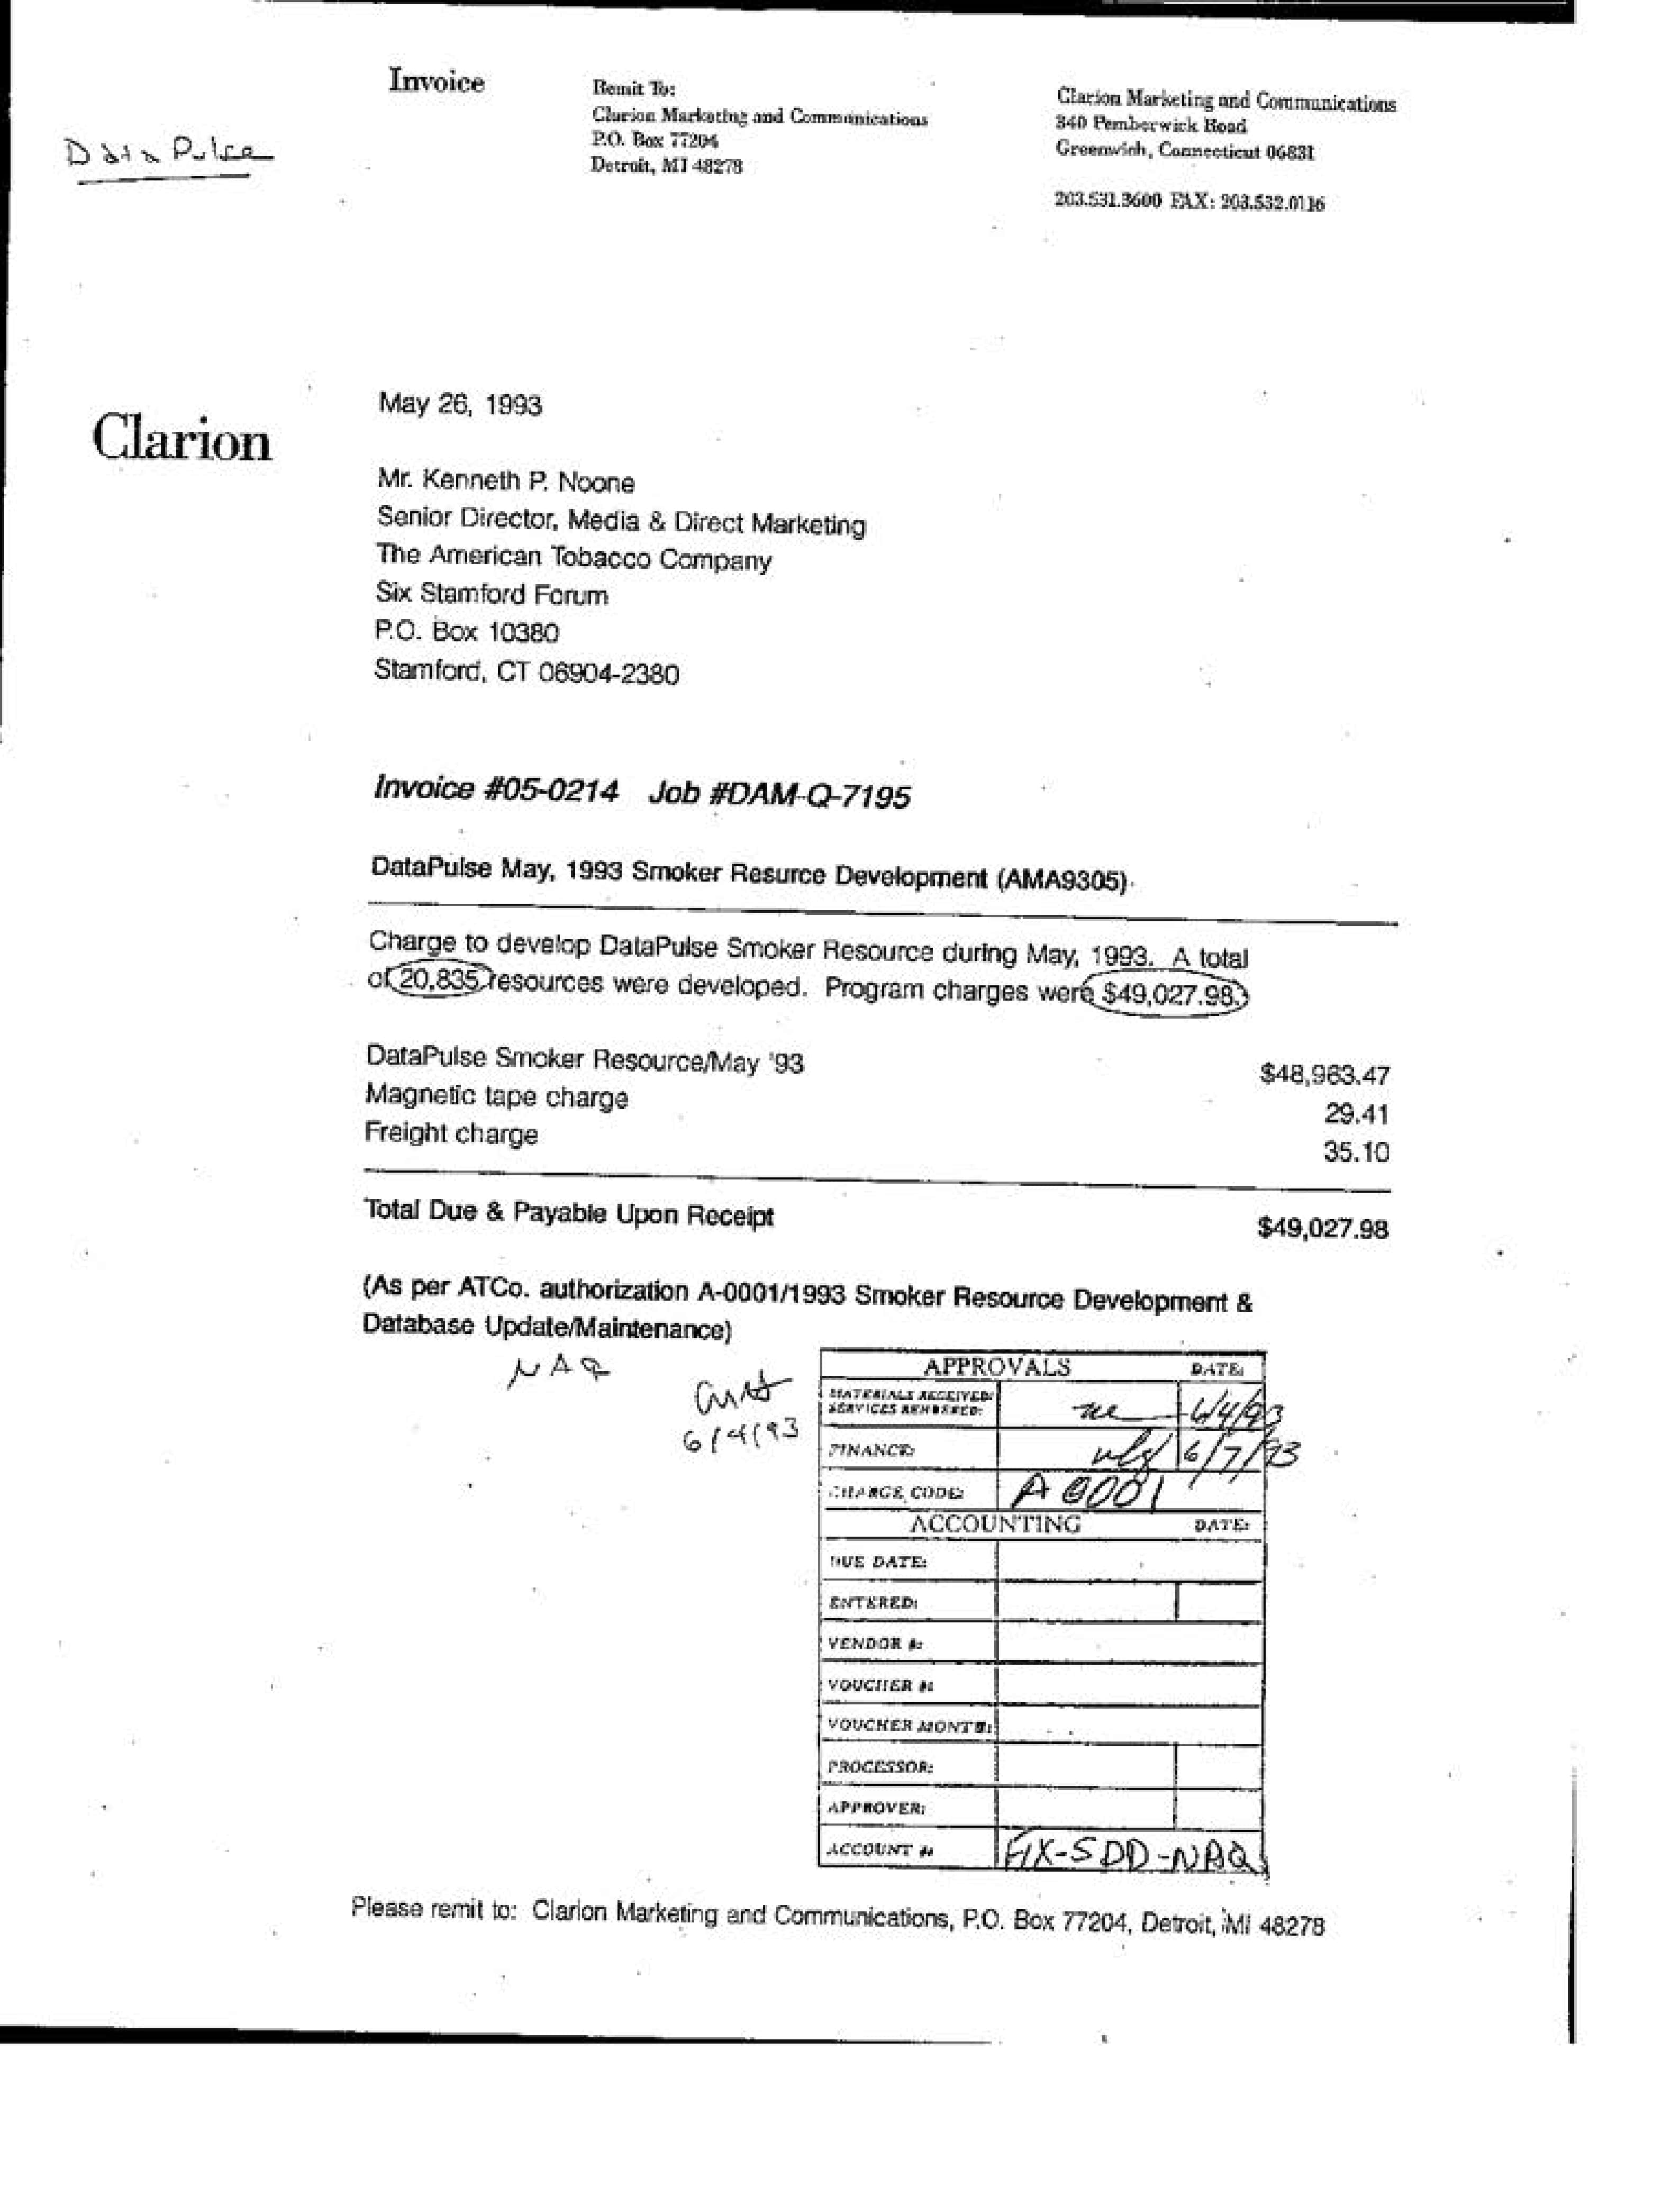 Invoice
Remit To:
Clarion Marketing and Communications
P.O. Box 77204
Detroit, MI 48278
Clarion Marketing and Communications
340 Pemberwick Road
Greenwich, Connecticut 06831
203.531.3600 FAX: 203.532.0116
Data Pulse
Clarion
May 26, 1993
Mr. Kenneth P. Noone
Senior Director, Media & Direct Marketing
The American Tobacco Company
Six Stamford Forum
P.O. Box 10380
Stamford, CT 06904-2380
Invoice #05-0214 Job #DAM-Q-7195
DataPulse May, 1993 Smoker Resurce Development (AMA9305)
Charge to develop DataPulse Smoker Resource during May, 1993. A total
of 20,835 resources were developed. Program charges were $49,027.98.
DataPulse Smoker Resource/May '93 $48,963.47
Magnetic tape charge 29.41
Freight charge 35.10
Total Due & Payable Upon Receipt $49,027.98
(As per ATCo. authorization A-0001/1993 Smoker Resource Development &
Database Update/Maintenance)
NAQ
6/4/93
APPROVALS DATE:
MATERIALS RECEIVED:
SERVICES RENDERED: 6/4/93
FINANCE: 6/7/93
CHARGE CODE: A 0001
ACCOUNTING DATE:
DUE DATE:
ENTERED:
VENDOR #:
VOUCHER #:
VOUCHER MONTH:
PROCESSOR:
APPROVER:
ACCOUNT # -SDD-NAQ
Please remit to: Clarion Marketing and Communications, P.O. Box 77204, Detroit, MI 48278